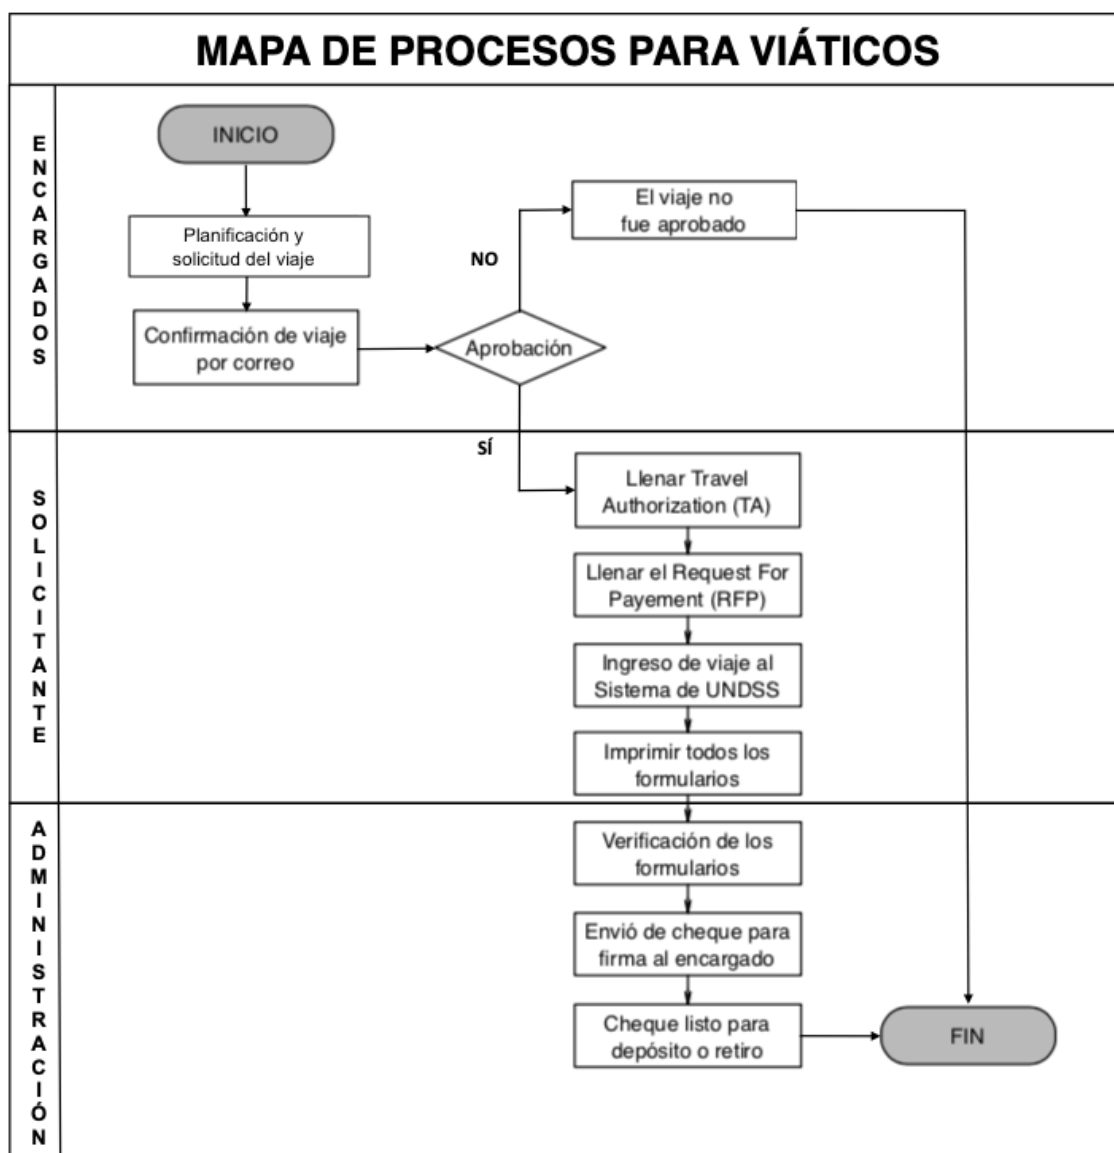 MAPA DE PROCESOS PARA VIÁTICOS
ENCARGADOS
INICIO
Planificación y
solicitud del viaje
Confirmación de viaje
por correo
Aprobación
NO
El viaje no
fue aprobado
SÍ
SOLICITANTE
Llenar Travel
Authorization (TA)
Llenar el Request For
Payement (RFP)
Ingreso de viaje al
Sistema de UNDSS
Imprimir todos los
formularios
ADMINISTRACIÓN
Verificación de los
formularios
Envió de cheque para
firma al encargado
Cheque listo para
depósito o retiro
FIN